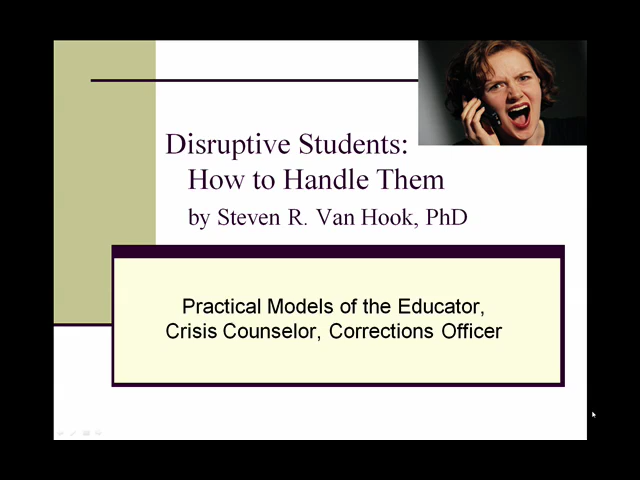 Disruptive Students:
How to Handle Them
by Steven R. Van Hook, PhD
Practical Models of the Educator,
Crisis Counselor, Corrections Officer